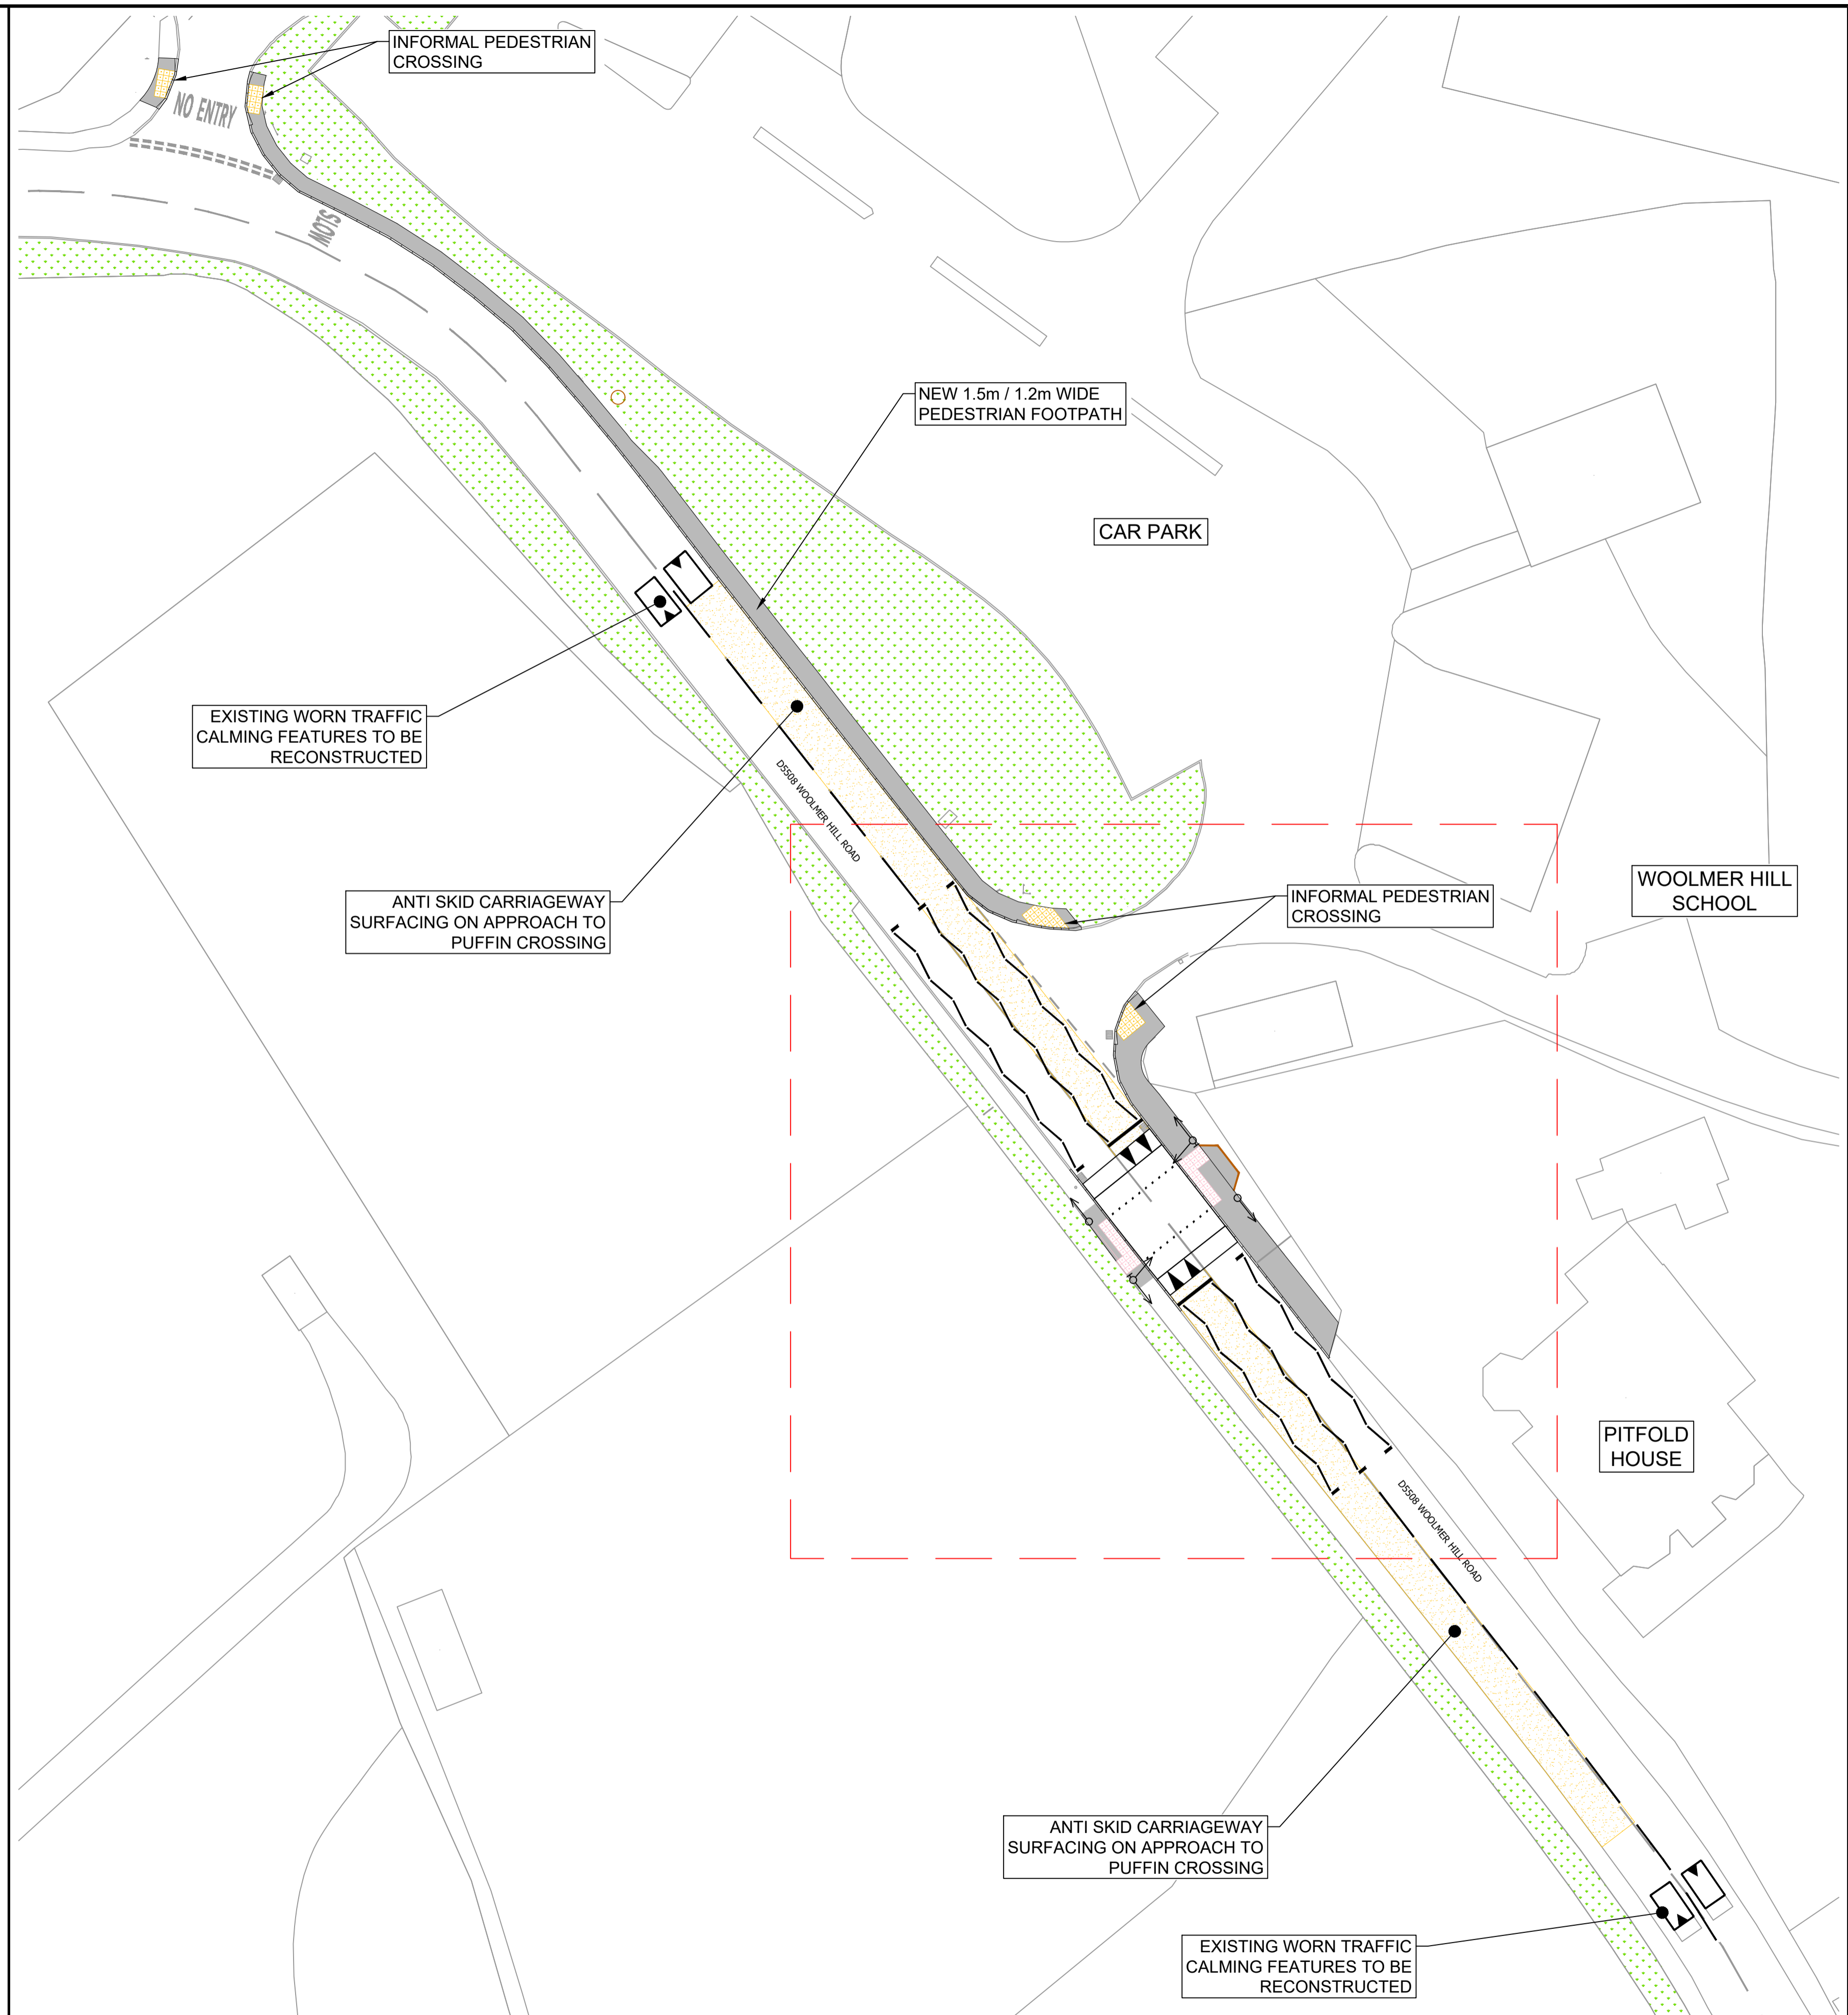 INFORMAL PEDESTRIAN
CROSSING
NO ENTRY
SLOW
NEW 1.5m / 1.2m WIDE
PEDESTRIAN FOOTPATH
CAR PARK
EXISTING WORN TRAFFIC
CALMING FEATURES TO BE
RECONSTRUCTED
D5508 WOOLMER HILL ROAD
ANTI SKID CARRIAGEWAY
SURFACING ON APPROACH TO
PUFFIN CROSSING
INFORMAL PEDESTRIAN
CROSSING
WOOLMER HILL
SCHOOL
PITFOLD
HOUSE
D5508 WOOLMER HILL ROAD
ANTI SKID CARRIAGEWAY
SURFACING ON APPROACH TO
PUFFIN CROSSING
EXISTING WORN TRAFFIC
CALMING FEATURES TO BE
RECONSTRUCTED